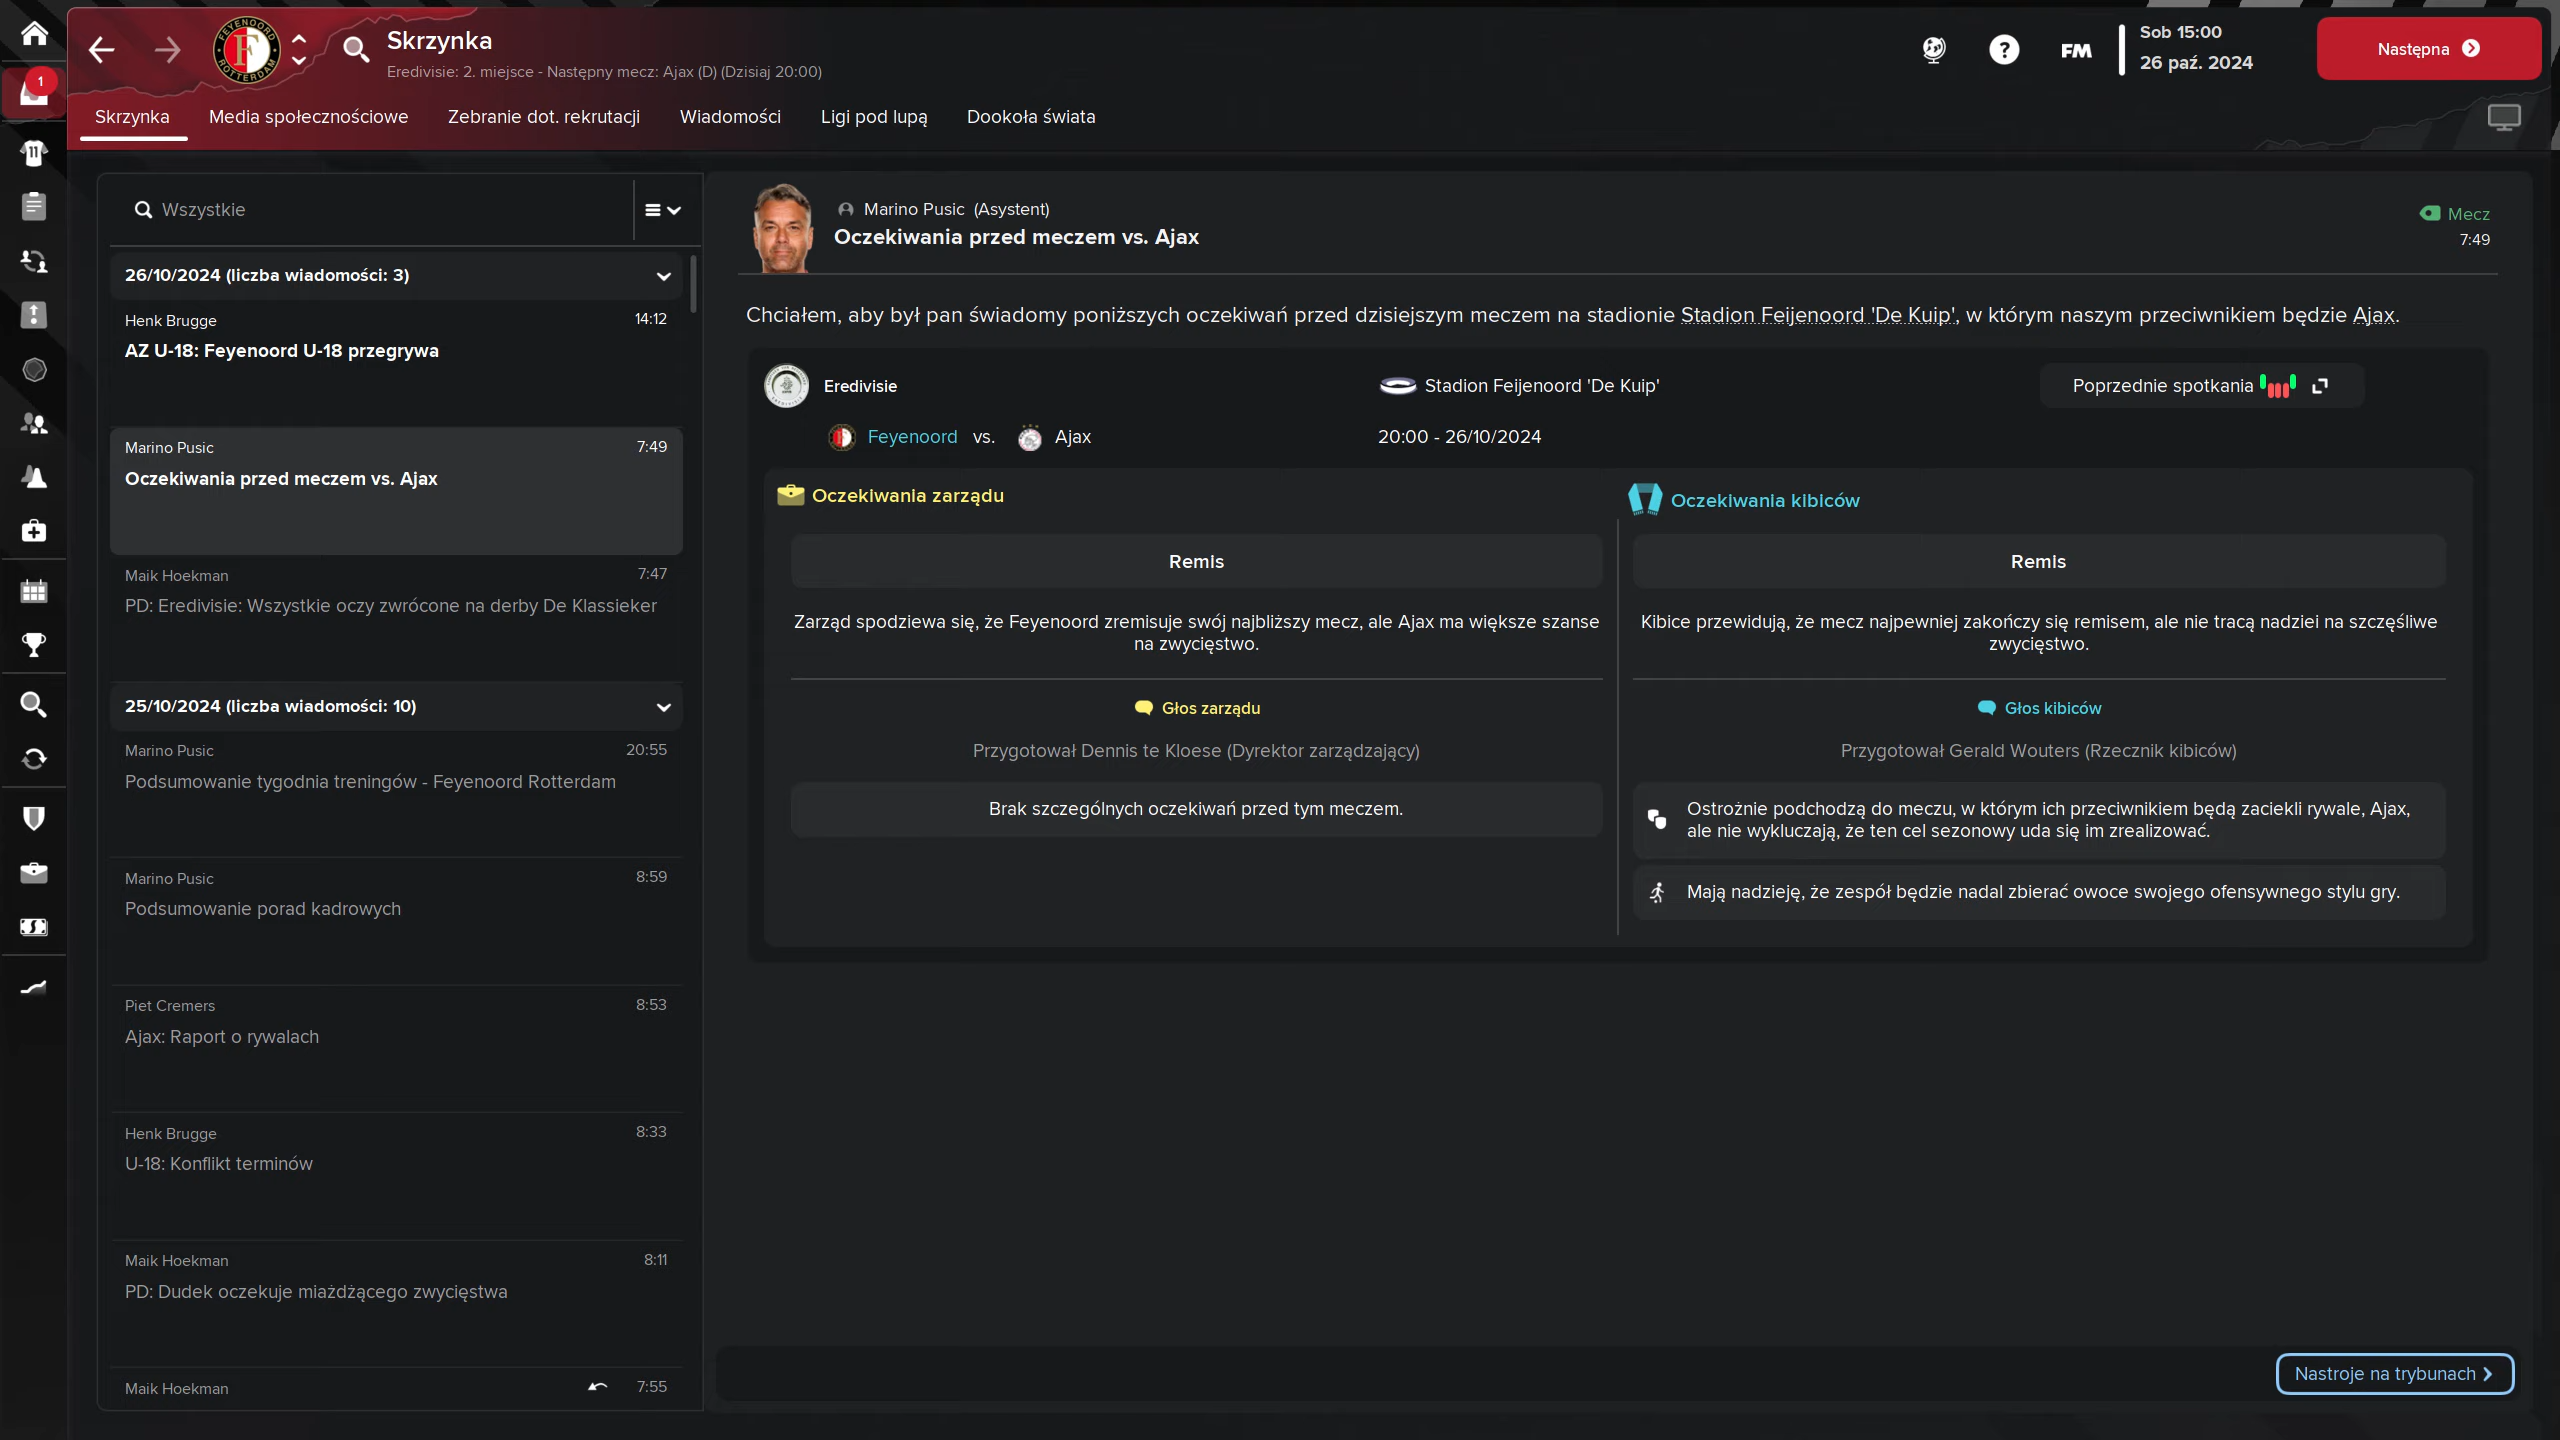 1
Skrzynka
Eredivisie: 2. miejsce - Następny mecz: Ajax (D) (Dzisiaj 20:00)
FM
Sob 15:00
26 paź. 2024
Następna
Skrzynka
Media społecznościowe
Zebranie dot. rekrutacji
Wiadomości
Ligi pod lupą
Dookoła świata
11
Wszystkie
26/10/2024 (liczba wiadomości: 3)
Henk Brugge 14:12
AZ U-18: Feyenoord U-18 przegrywa
Marino Pusic 7:49
Oczekiwania przed meczem vs. Ajax
Maik Hoekman 7:47
PD: Eredivisie: Wszystkie oczy zwrócone na derby De Klassieker
25/10/2024 (liczba wiadomości: 10)
Marino Pusic 20:55
Podsumowanie tygodnia treningów - Feyenoord Rotterdam
Marino Pusic 8:59
Podsumowanie porad kadrowych
Piet Cremers 8:53
Ajax: Raport o rywalach
Henk Brugge 8:33
U-18: Konflikt terminów
Maik Hoekman 8:11
PD: Dudek oczekuje miażdżącego zwycięstwa
Maik Hoekman 7:55
Marino Pusic (Asystent)
Oczekiwania przed meczem vs. Ajax
Mecz
7:49
Chciałem, aby był pan świadomy poniższych oczekiwań przed dzisiejszym meczem na stadionie Stadion Feijenoord 'De Kuip', w którym naszym przeciwnikiem będzie Ajax.
Eredivisie
Stadion Feijenoord 'De Kuip'
Poprzednie spotkania
Feyenoord vs. Ajax
20:00 - 26/10/2024
Oczekiwania zarządu
Remis
Zarząd spodziewa się, że Feyenoord zremisuje swój najbliższy mecz, ale Ajax ma większe szanse
na zwycięstwo.
Głos zarządu
Przygotował Dennis te Kloese (Dyrektor zarządzający)
Brak szczególnych oczekiwań przed tym meczem.
Oczekiwania kibiców
Remis
Kibice przewidują, że mecz najpewniej zakończy się remisem, ale nie tracą nadziei na szczęśliwe
zwycięstwo.
Głos kibiców
Przygotował Gerald Wouters (Rzecznik kibiców)
Ostrożnie podchodzą do meczu, w którym ich przeciwnikiem będą zaciekli rywale, Ajax,
ale nie wykluczają, że ten cel sezonowy uda się im zrealizować.
Mają nadzieję, że zespół będzie nadal zbierać owoce swojego ofensywnego stylu gry.
Nastroje na trybunach